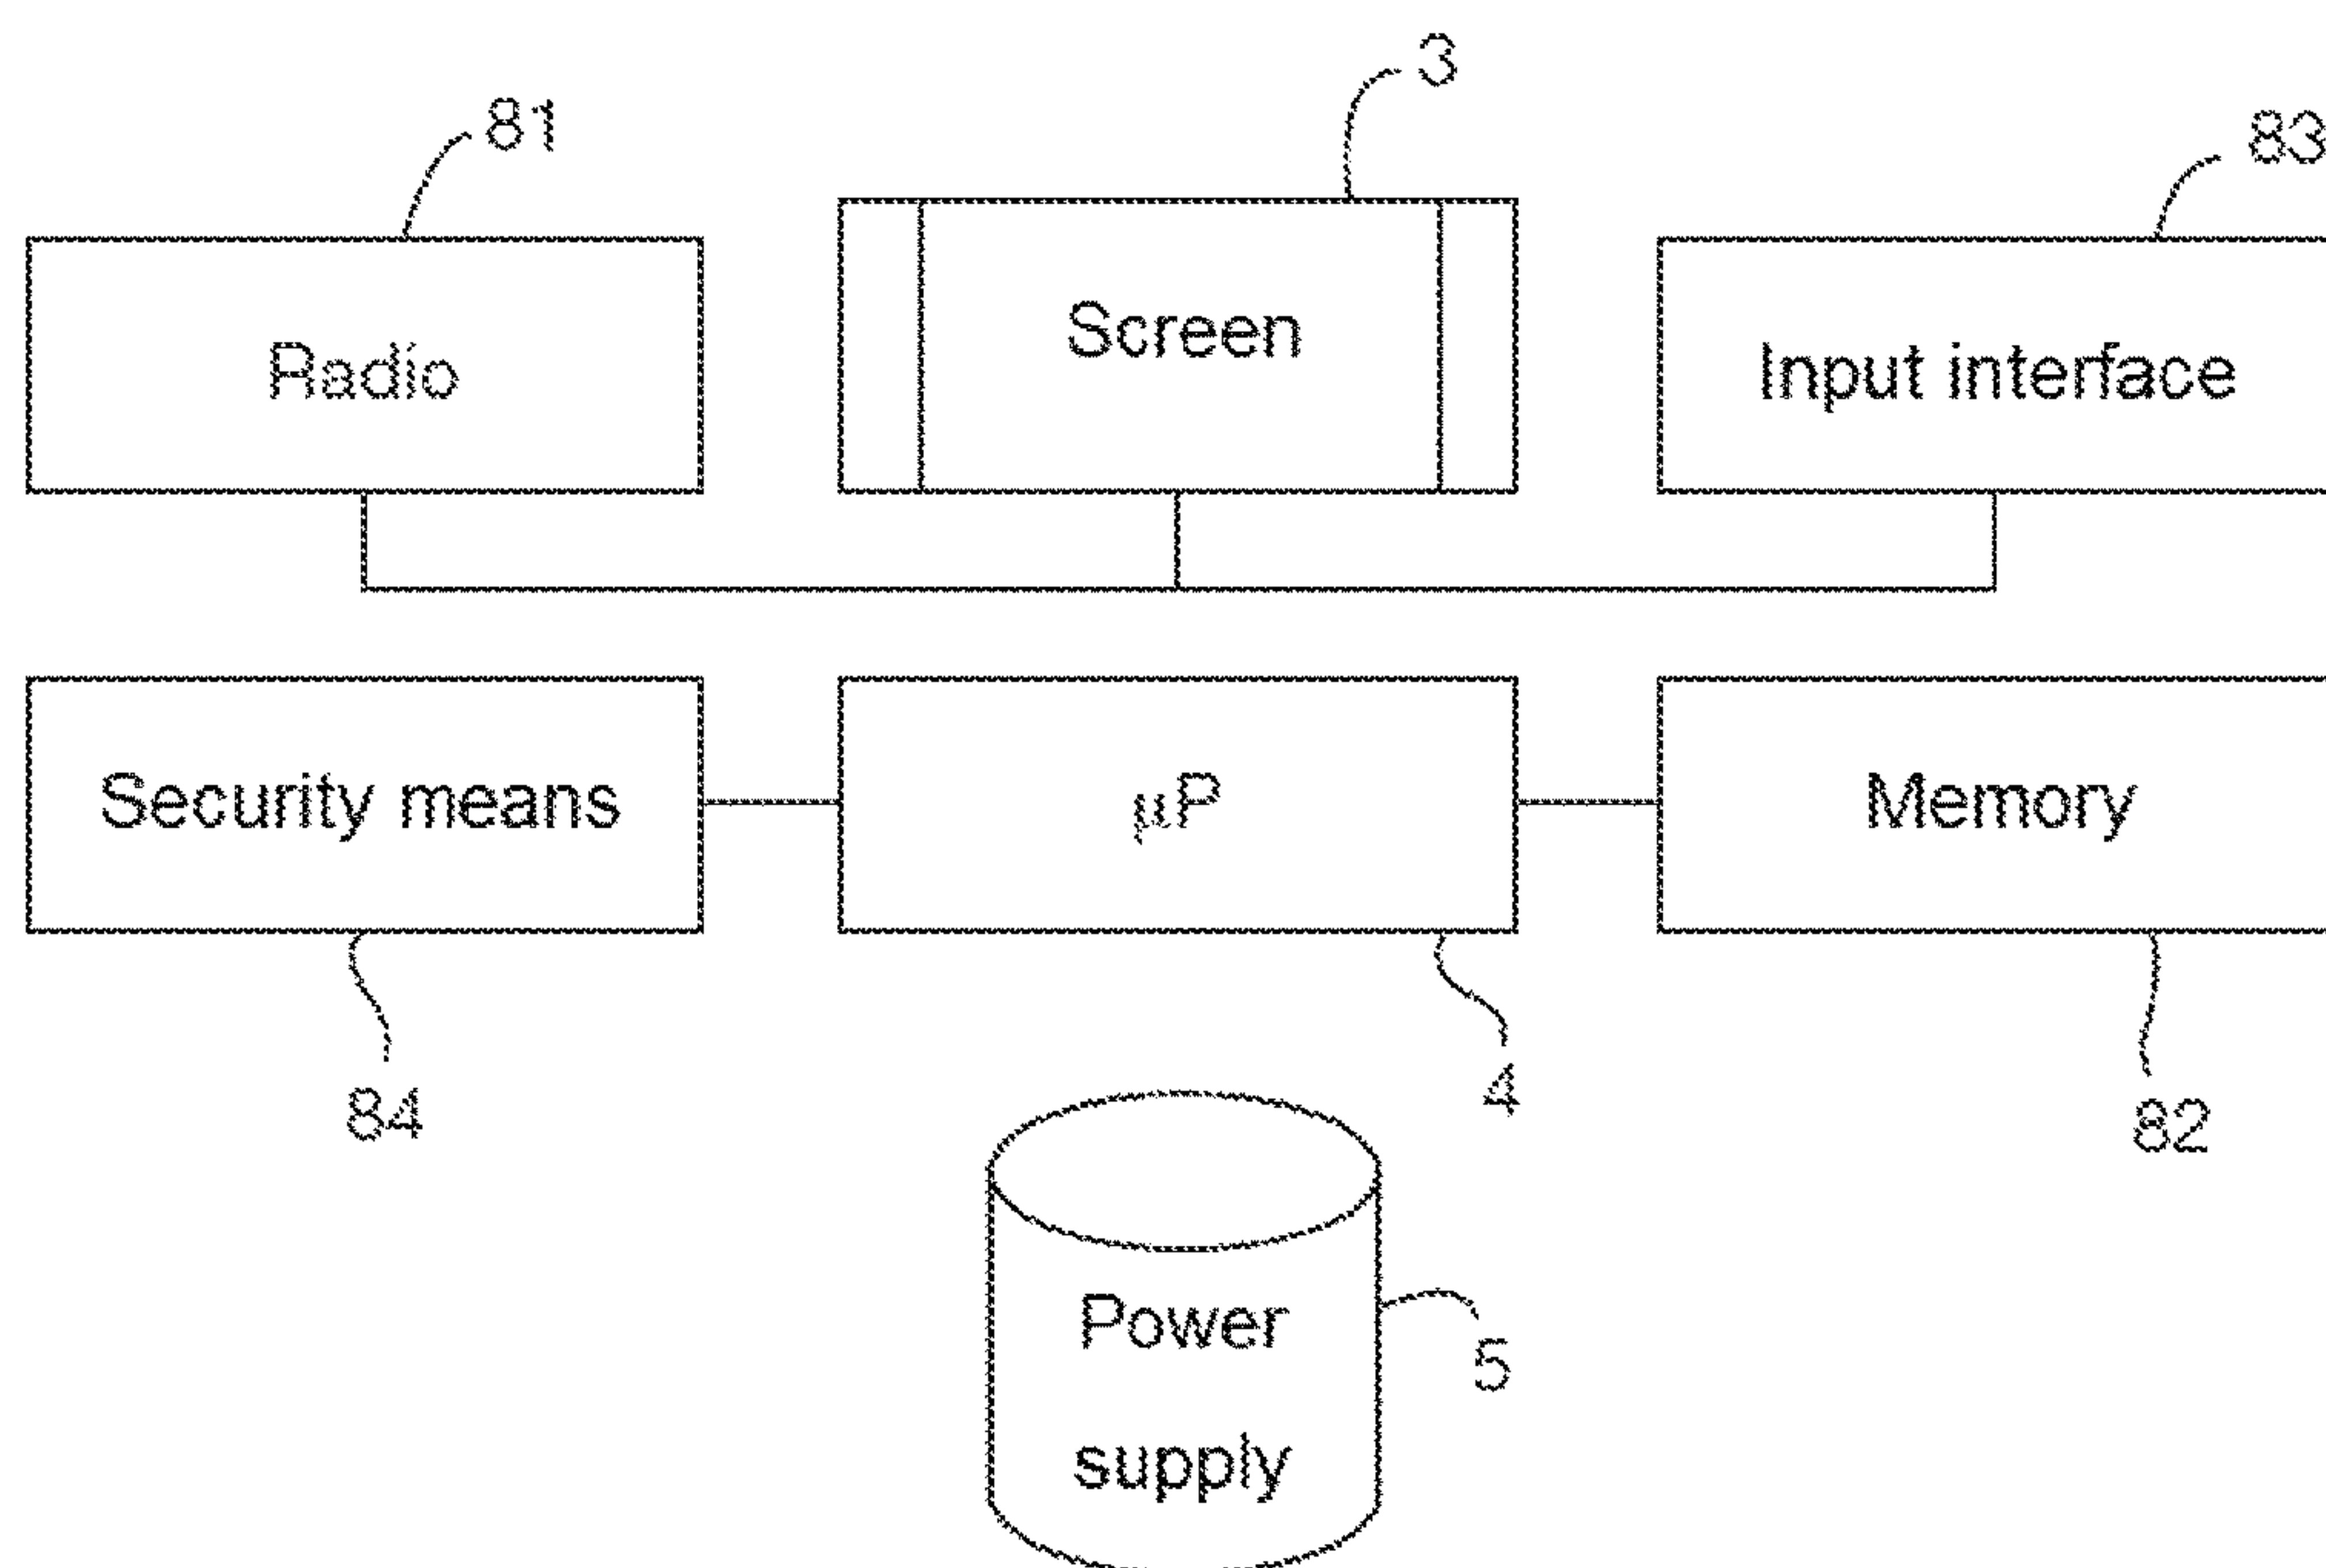 3
81
83
Radio
Screen
Input interface
Security means
μP
Memory
84
4
82
Power
5
supply